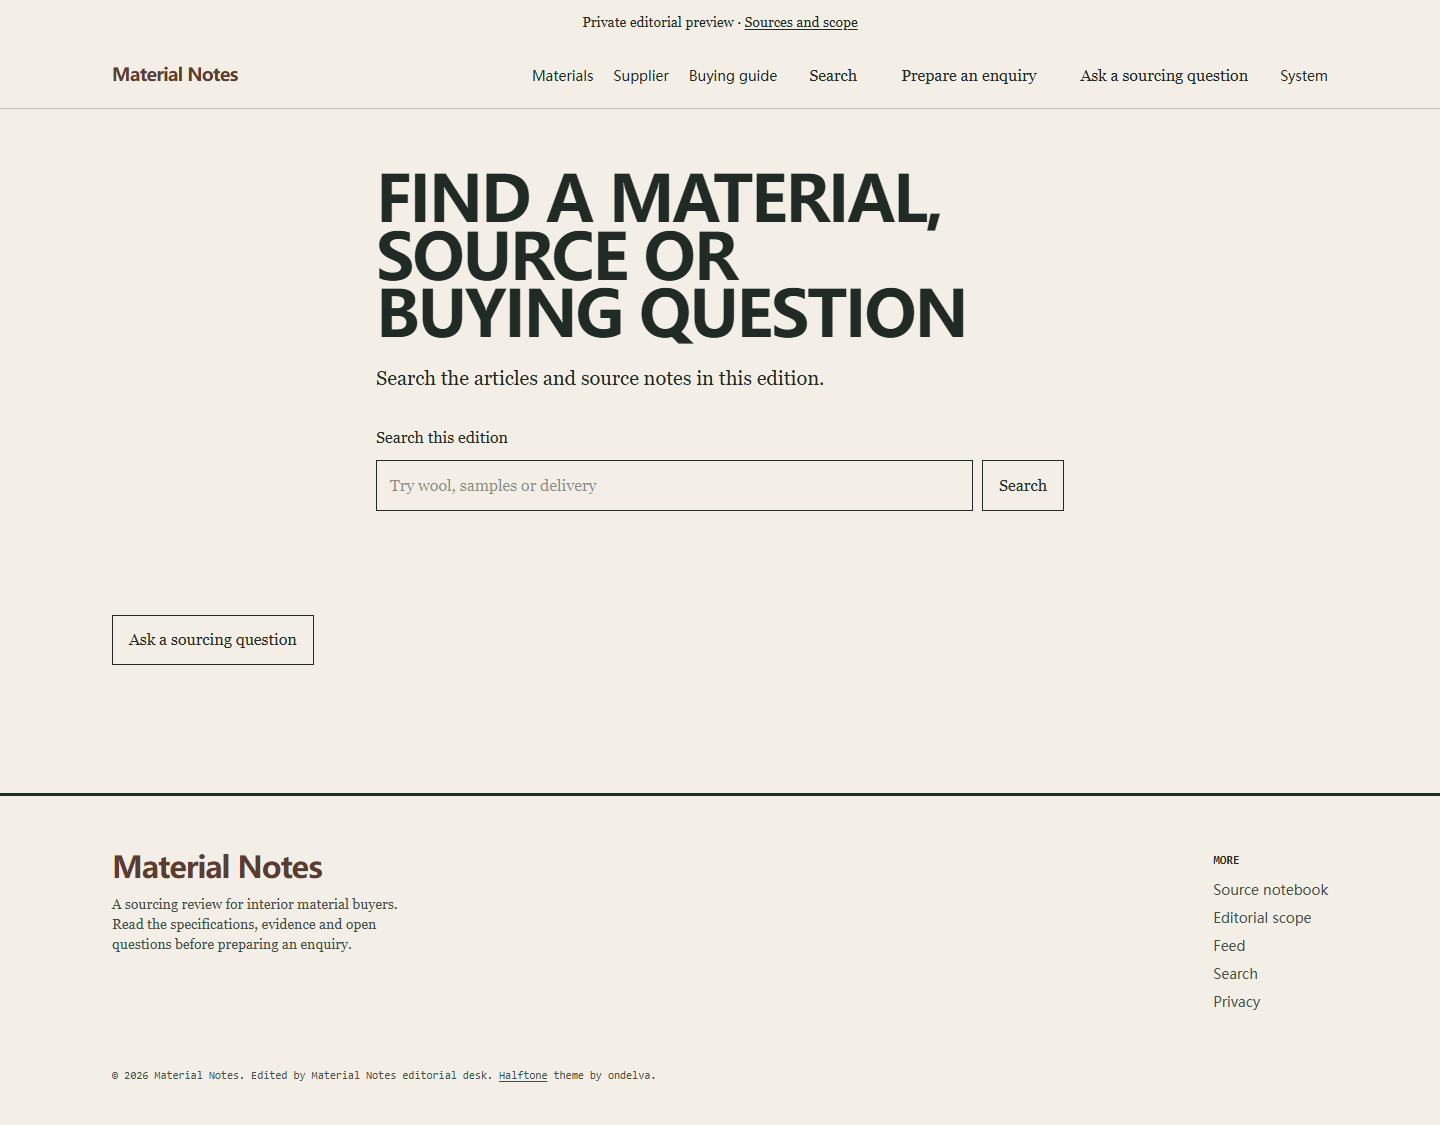 Private editorial preview · Sources and scope
Material Notes
Materials Supplier Buying guide Search Prepare an enquiry Ask a sourcing question System
FIND A MATERIAL,
SOURCE OR
BUYING QUESTION
Search the articles and source notes in this edition.
Search this edition
Try wool, samples or delivery
Search
Ask a sourcing question
Material Notes
A sourcing review for interior material buyers.
Read the specifications, evidence and open
questions before preparing an enquiry.
MORE
Source notebook
Editorial scope
Feed
Search
Privacy
© 2026 Material Notes. Edited by Material Notes editorial desk. Halftone theme by ondelva.